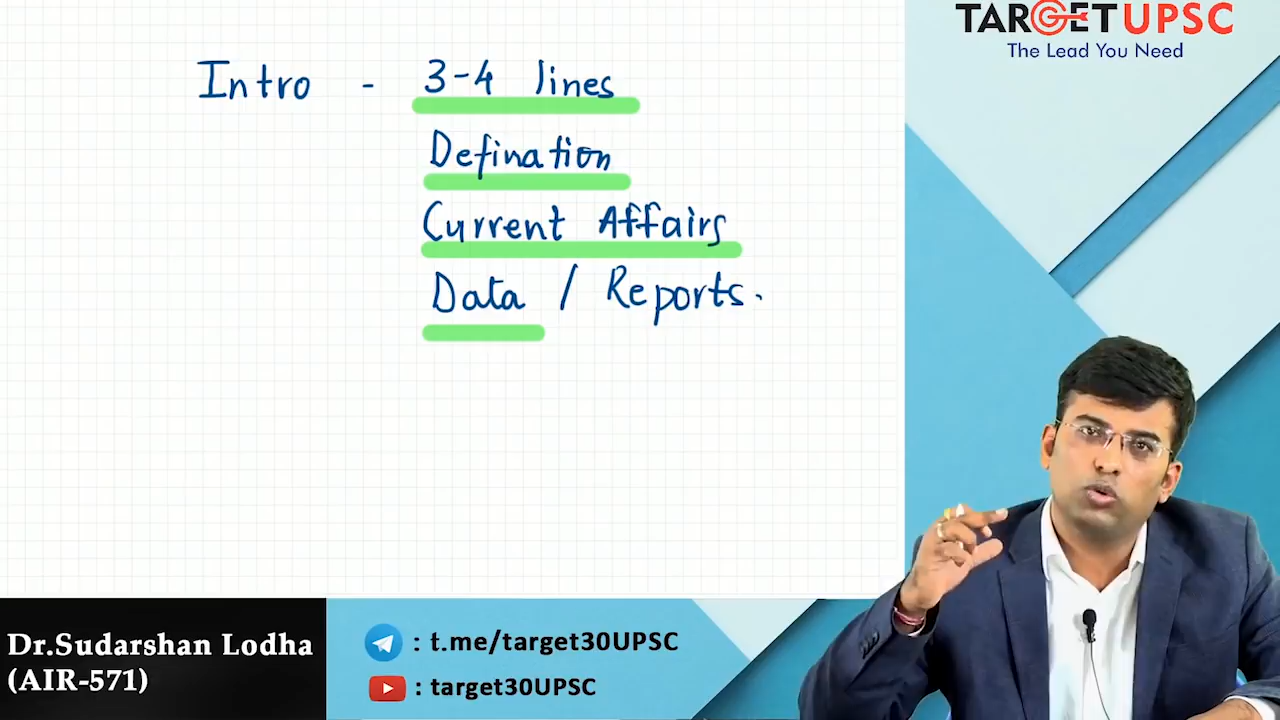 TARGET UPSC
The Lead You Need
Intro - 3-4 lines
Defination
Current Affairs
Data / Reports.
Dr.Sudarshan Lodha
(AIR-571)
: t.me/target30UPSC
: target30UPSC